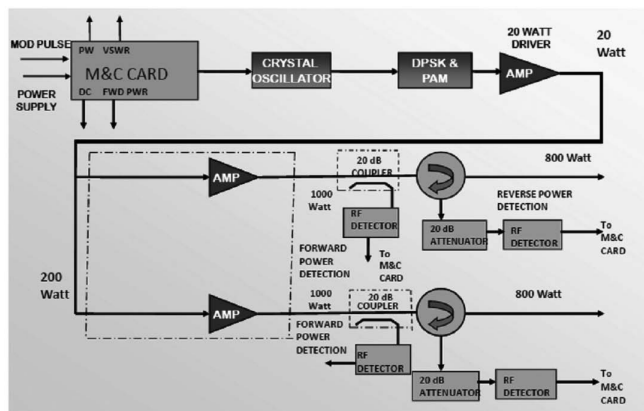 MOD PULSE
POWER
SUPPLY
PW VSWR
M&C CARD
DC FWD PWR
CRYSTAL
OSCILLATOR
DPSK &
PAM
20 WATT
DRIVER
AMP
20
Watt
AMP
20 dB
COUPLER
1000
Watt
800 Watt
RF
DETECTOR
FORWARD
POWER
DETECTION
To
M&C
CARD
REVERSE POWER
DETECTION
20 dB
ATTENUATOR
RF
DETECTOR
To
M&C
CARD
200
Watt
AMP
1000
Watt
20 dB
COUPLER
800 Watt
FORWARD
POWER
DETECTION
RF
DETECTOR
20 dB
ATTENUATOR
RF
DETECTOR
To
M&C
CARD